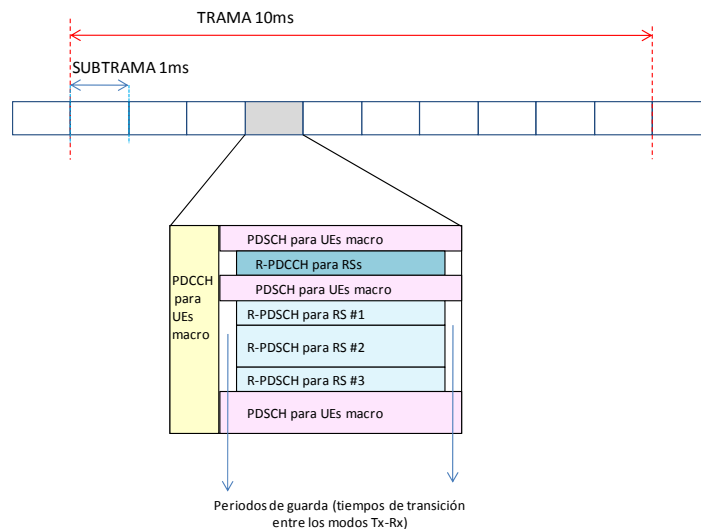 TRAMA 10ms
SUBTRAMA 1ms
PDSCH para UEs macro
R-PDCCH para RSs
PDCCH
para
UEs
macro
PDSCH para UEs macro
R-PDSCH para RS #1
R-PDSCH para RS #2
R-PDSCH para RS #3
PDSCH para UEs macro
Periodos de guarda (tiempos de transición
entre los modos Tx-Rx)